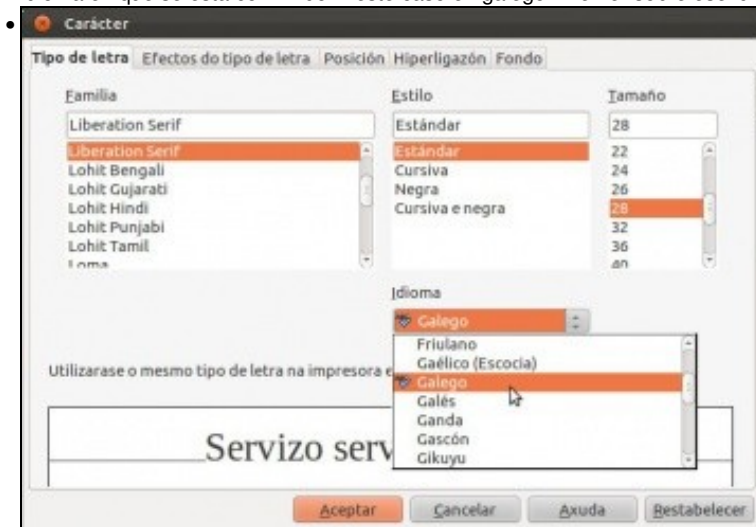 Carácter
Tipo de letra Efectos do tipo de letra Posición Hiperligazón Fondo
Familia Estilo Tamaño
Liberation Serif Estándar 28
Liberation Serif Estándar 22
Lohit Bengali Cursiva 24
Lohit Gujarati Negra 26
Lohit Hindi Cursiva e negra 28
Lohit Punjabi 32
Lohit Tamil 36
Loma 40
Idioma
Galego
Friulano
Gaélico (Escocia)
Utilizarase o mesmo tipo de letra na impresora e
Galego
Galés
Ganda
Gascón
Gikuyu
Servizo serv
Aceptar Cancelar Axuda Restabelecer